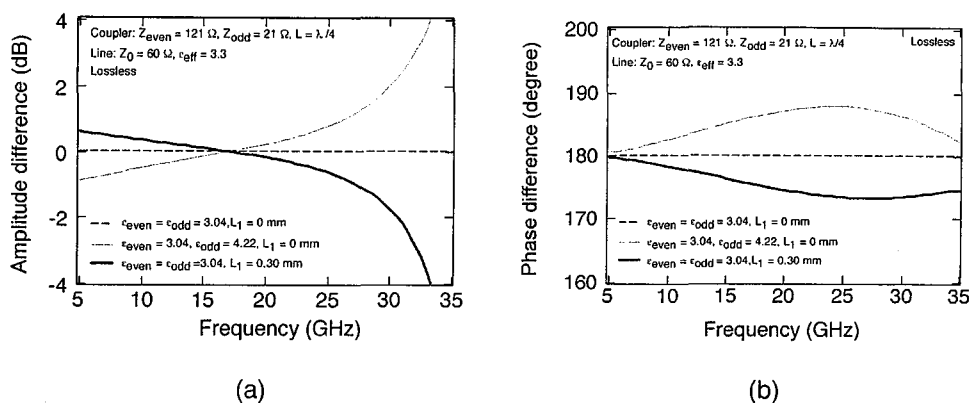 Coupler: Zeven = 121 Ω, Zodd = 21 Ω, L = λ/4
Line: Z0 = 60 Ω, εeff = 3.3
Lossless
Amplitude difference (dB)
4
2
0
-2
-4
εeven = εodd = 3.04, L1 = 0 mm
εeven = 3.04, εodd = 4.22, L1 = 0 mm
εeven = εodd =3.04, L1 = 0.30 mm
5 10 15 20 25 30 35
Frequency (GHz)
(a)
Coupler: Zeven = 121 Ω, Zodd = 21 Ω, L = λ/4 Lossless
Line: Z0 = 60 Ω, εeff = 3.3
Phase difference (degree)
200
190
180
170
160
εeven = εodd = 3.04, L1 = 0 mm
εeven = 3.04, εodd = 4.22, L1 = 0 mm
εeven = εodd = 3.04, L1 = 0.30 mm
5 10 15 20 25 30 35
Frequency (GHz)
(b)